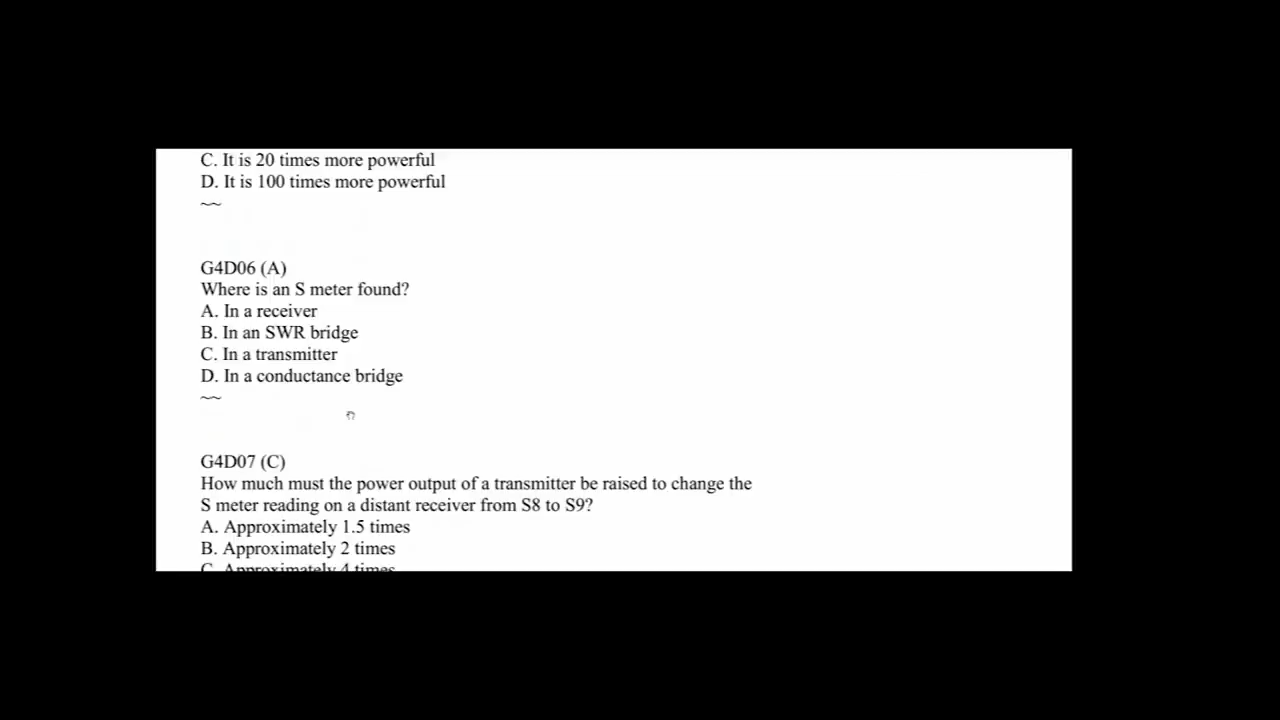 C. It is 20 times more powerful
D. It is 100 times more powerful
~~
G4D06 (A)
Where is an S meter found?
A. In a receiver
B. In an SWR bridge
C. In a transmitter
D. In a conductance bridge
~~
G4D07 (C)
How much must the power output of a transmitter be raised to change the
S meter reading on a distant receiver from S8 to S9?
A. Approximately 1.5 times
B. Approximately 2 times
C. Approximately 4 times